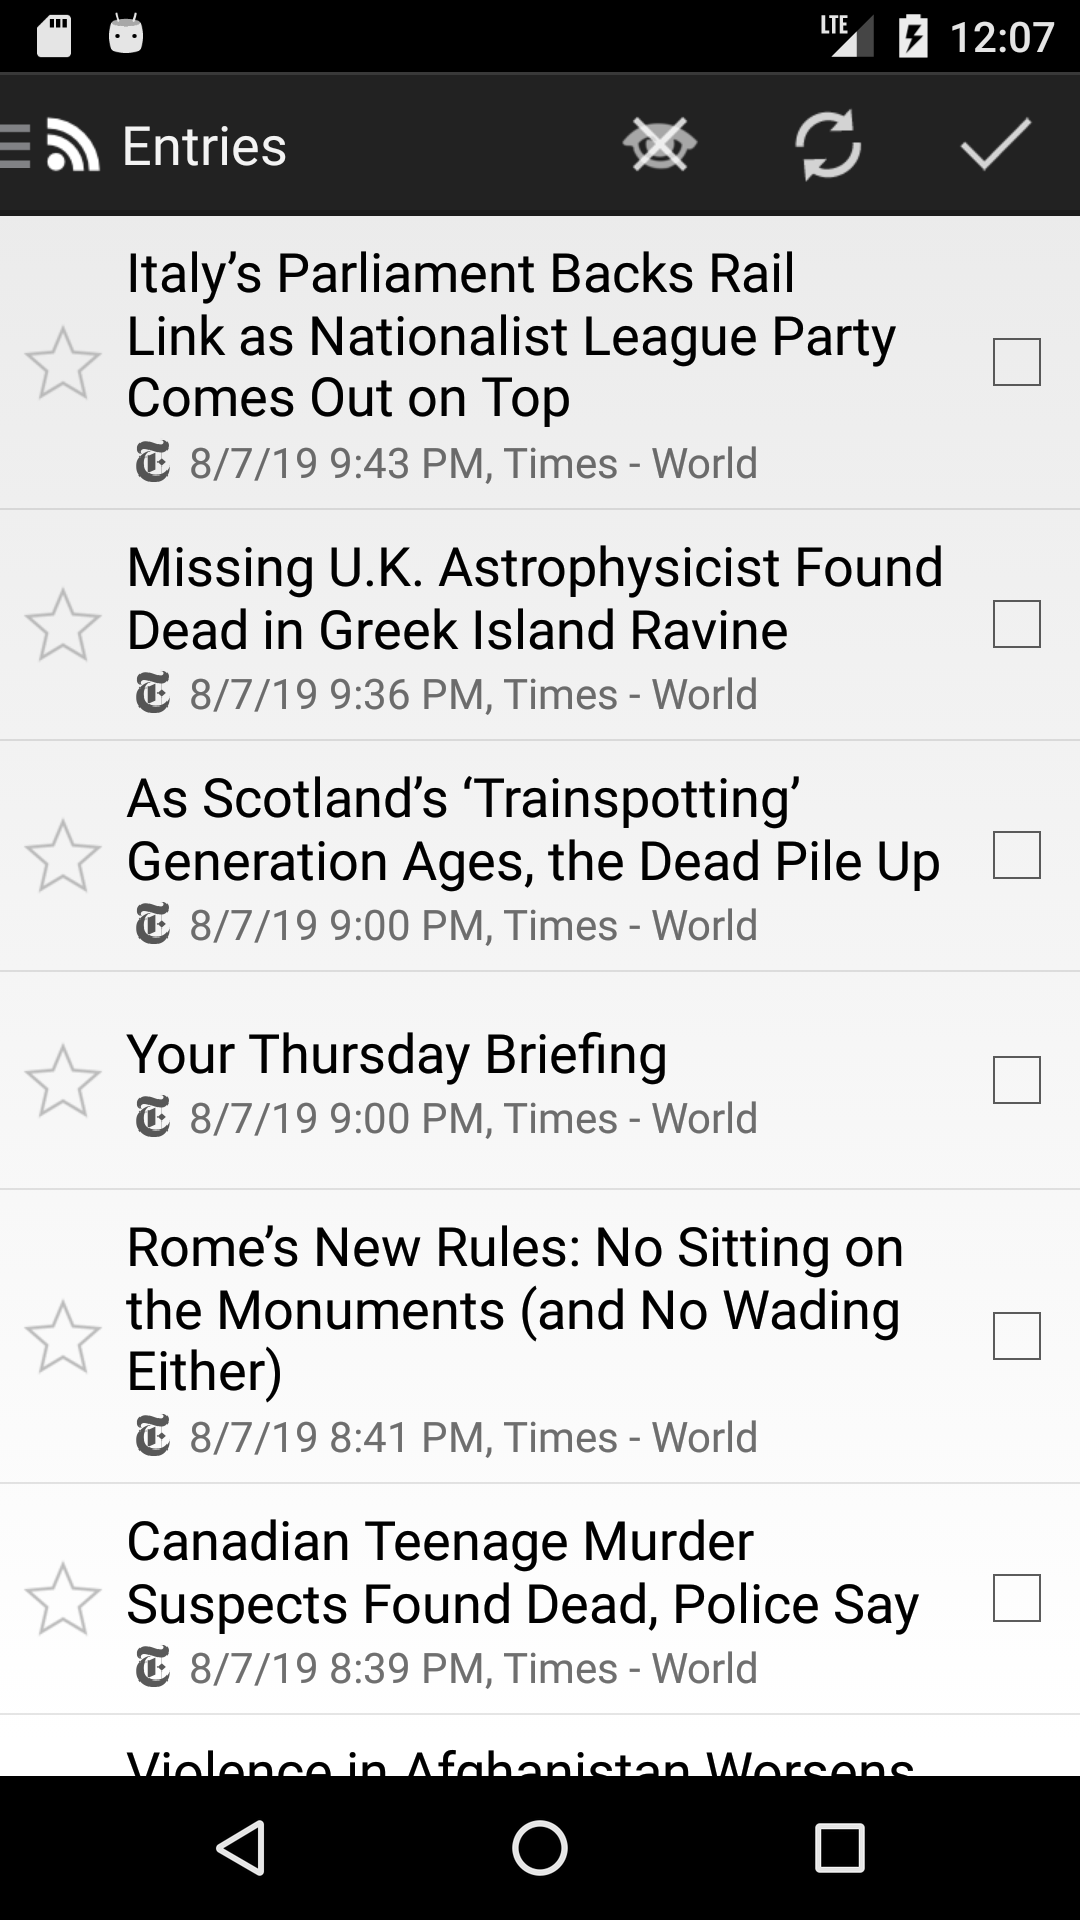 LTE 12:07
Entries
Italy’s Parliament Backs Rail
Link as Nationalist League Party
Comes Out on Top
8/7/19 9:43 PM, Times - World
Missing U.K. Astrophysicist Found
Dead in Greek Island Ravine
8/7/19 9:36 PM, Times - World
As Scotland’s ‘Trainspotting’
Generation Ages, the Dead Pile Up
8/7/19 9:00 PM, Times - World
Your Thursday Briefing
8/7/19 9:00 PM, Times - World
Rome’s New Rules: No Sitting on
the Monuments (and No Wading
Either)
8/7/19 8:41 PM, Times - World
Canadian Teenage Murder
Suspects Found Dead, Police Say
8/7/19 8:39 PM, Times - World
Violence in Afghanistan Worsens